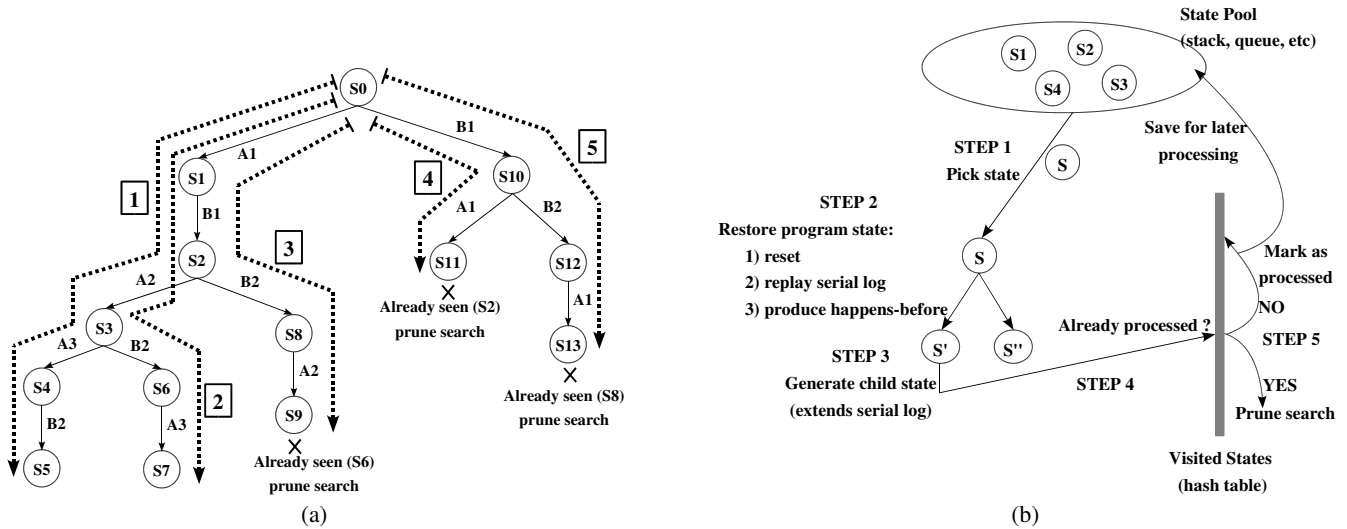 S0
A1
B1
5
S1
S10
1
4
B1
A1
B2
3
S2
S11
S12
A2
B2
Already seen (S2)
prune search
A1
S3
S8
S13
A3
B2
A2
Already seen (S8)
prune search
S4
S6
2
S9
B2
A3
Already seen (S6)
prune search
S5
S7
(a)
State Pool
(stack, queue, etc)
S1
S2
S4
S3
Save for later
processing
STEP 1
Pick state
S
STEP 2
Restore program state:
1) reset
2) replay serial log
3) produce happens-before
S
Mark as
processed
NO
Already processed ?
STEP 5
S'
S''
STEP 3
Generate child state
(extends serial log)
STEP 4
YES
Prune search
Visited States
(hash table)
(b)